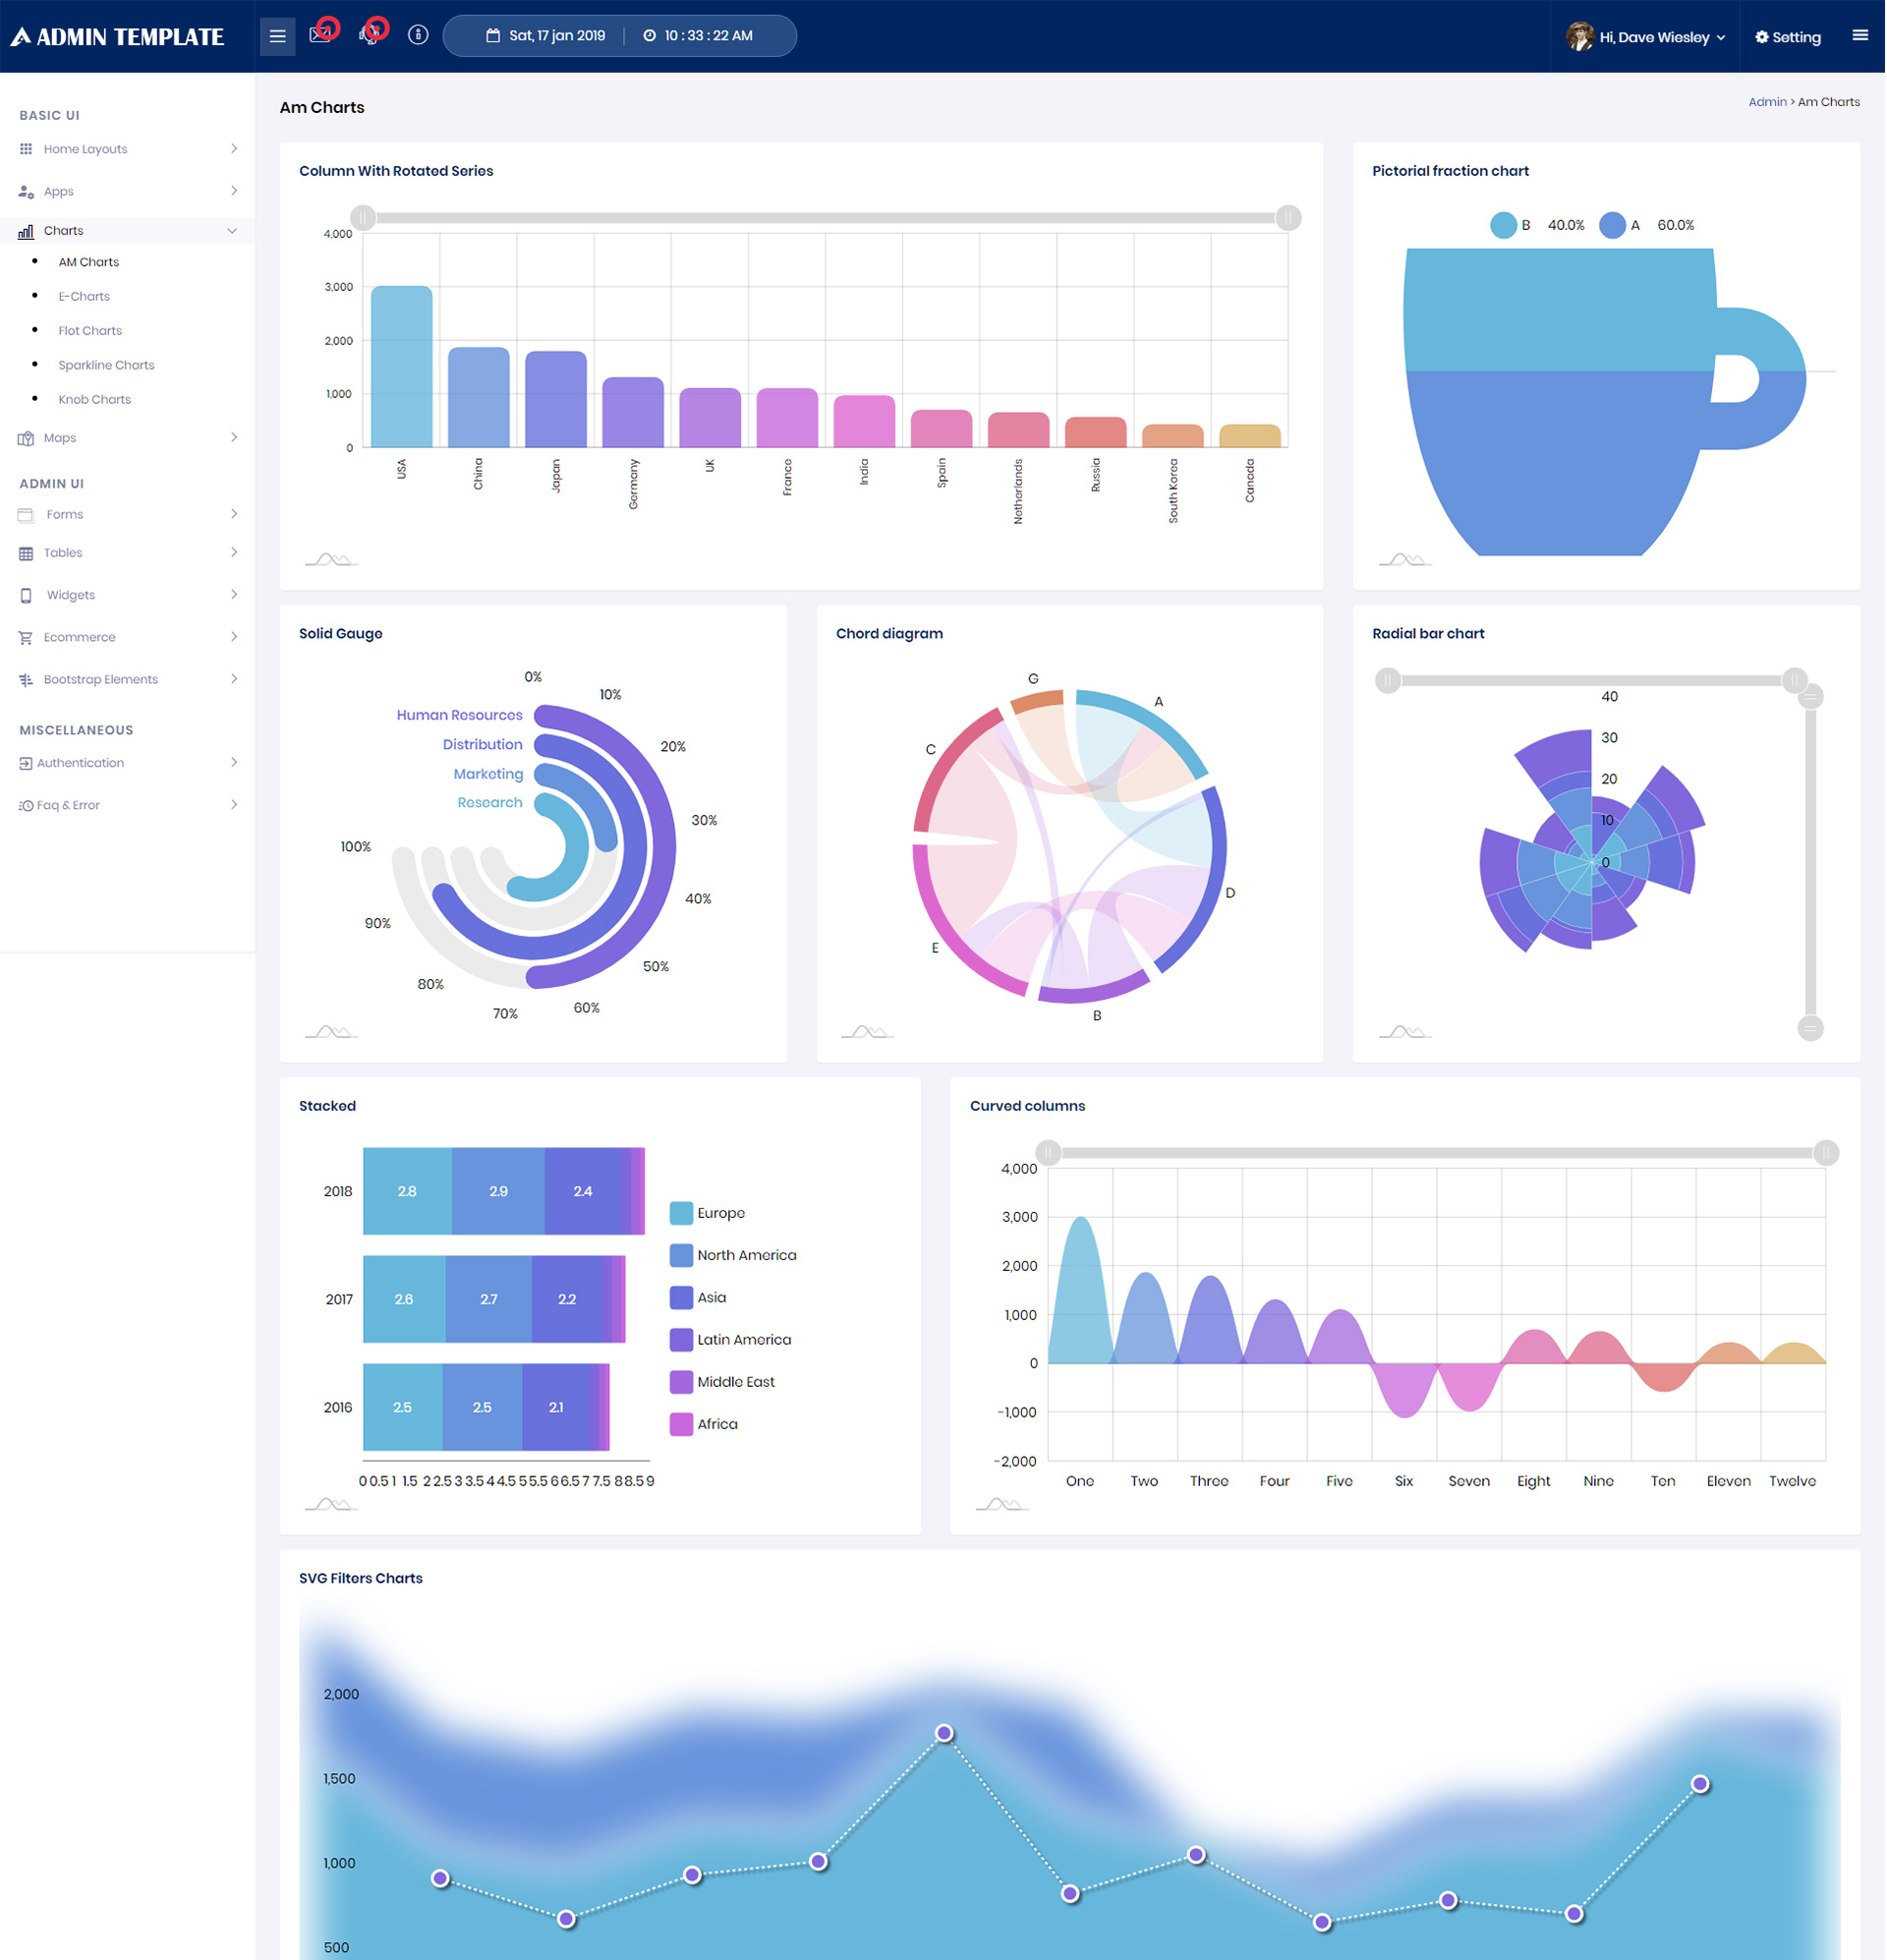 ADMIN TEMPLATE
Sat, 17 jan 2019
10 : 33 : 22 AM
Hi, Dave Wiesley
Setting
BASIC UI
Home Layouts
Apps
Charts
AM Charts
E-Charts
Flot Charts
Sparkline Charts
Knob Charts
Maps
ADMIN UI
Forms
Tables
Widgets
Ecommerce
Bootstrap Elements
MISCELLANEOUS
Authentication
Faq & Error
Am Charts
Admin > Am Charts
Column With Rotated Series
4,000
3,000
2,000
1,000
0
USA
China
Japan
Germany
UK
France
India
Spain
Netherlands
Russia
South Korea
Canada
Pictorial fraction chart
B 40.0% A 60.0%
Solid Gauge
0%
10%
20%
30%
40%
50%
60%
70%
80%
90%
100%
Human Resources
Distribution
Marketing
Research
Chord diagram
G
A
C
D
E
B
Radial bar chart
40
30
20
10
0
Stacked
2018
2.8 2.9 2.4
2017
2.6 2.7 2.2
2016
2.5 2.5 2.1
0 0.5 1 1.5 2 2.5 3 3.5 4 4.5 5 5.5 6 6.5 7 7.5 8 8.5 9
Europe
North America
Asia
Latin America
Middle East
Africa
Curved columns
4,000
3,000
2,000
1,000
0
-1,000
-2,000
One Two Three Four Five Six Seven Eight Nine Ten Eleven Twelve
SVG Filters Charts
2,000
1,500
1,000
500